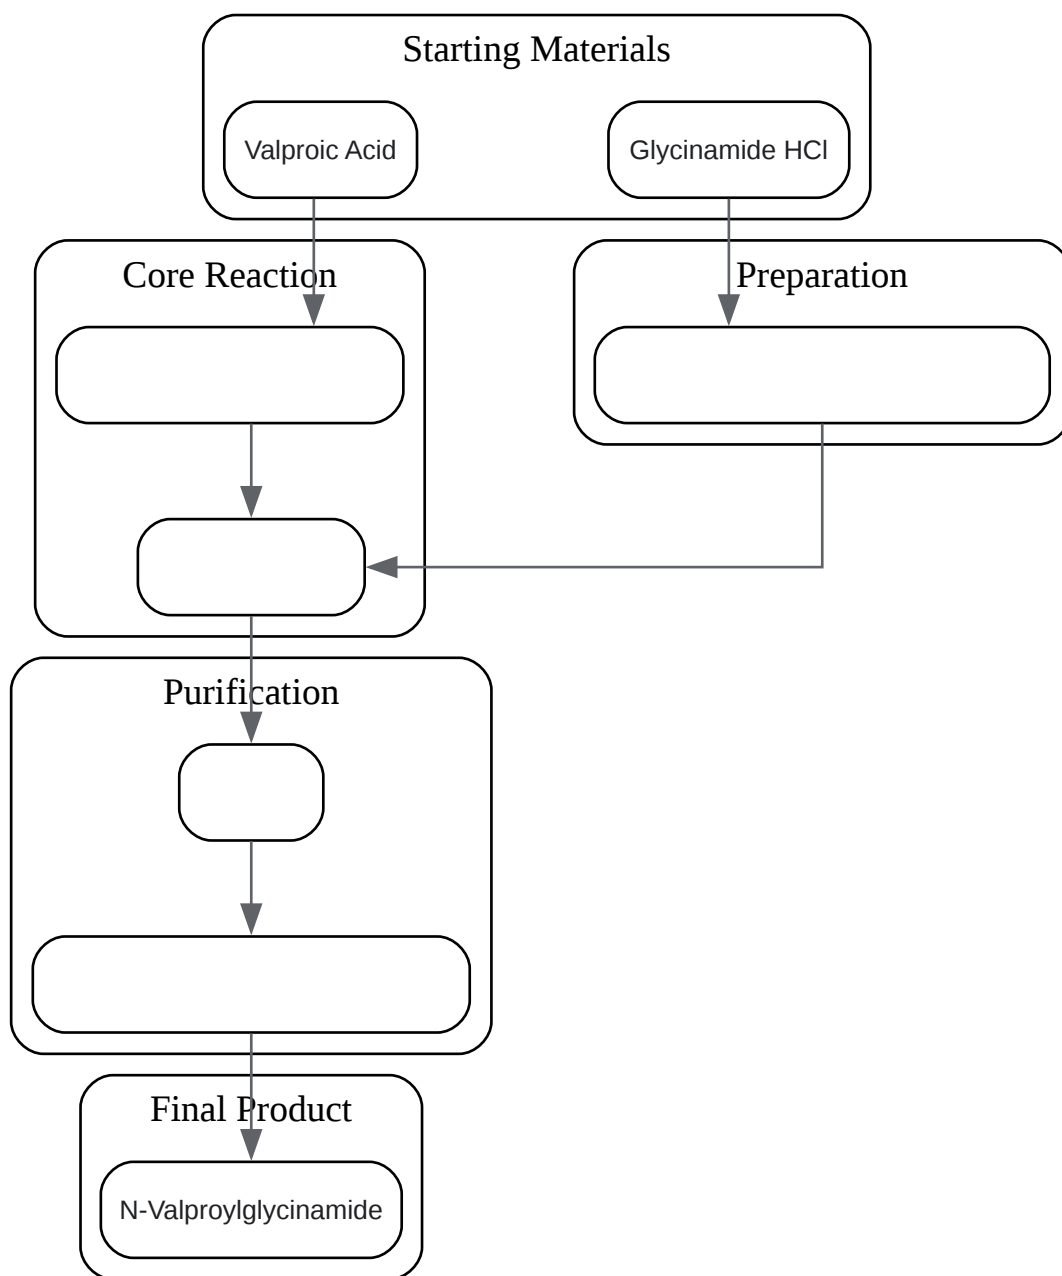 Starting Materials
Valproic Acid
Glycinamide HCl
Core Reaction
Preparation
Purification
Final Product
N-Valproylglycinamide